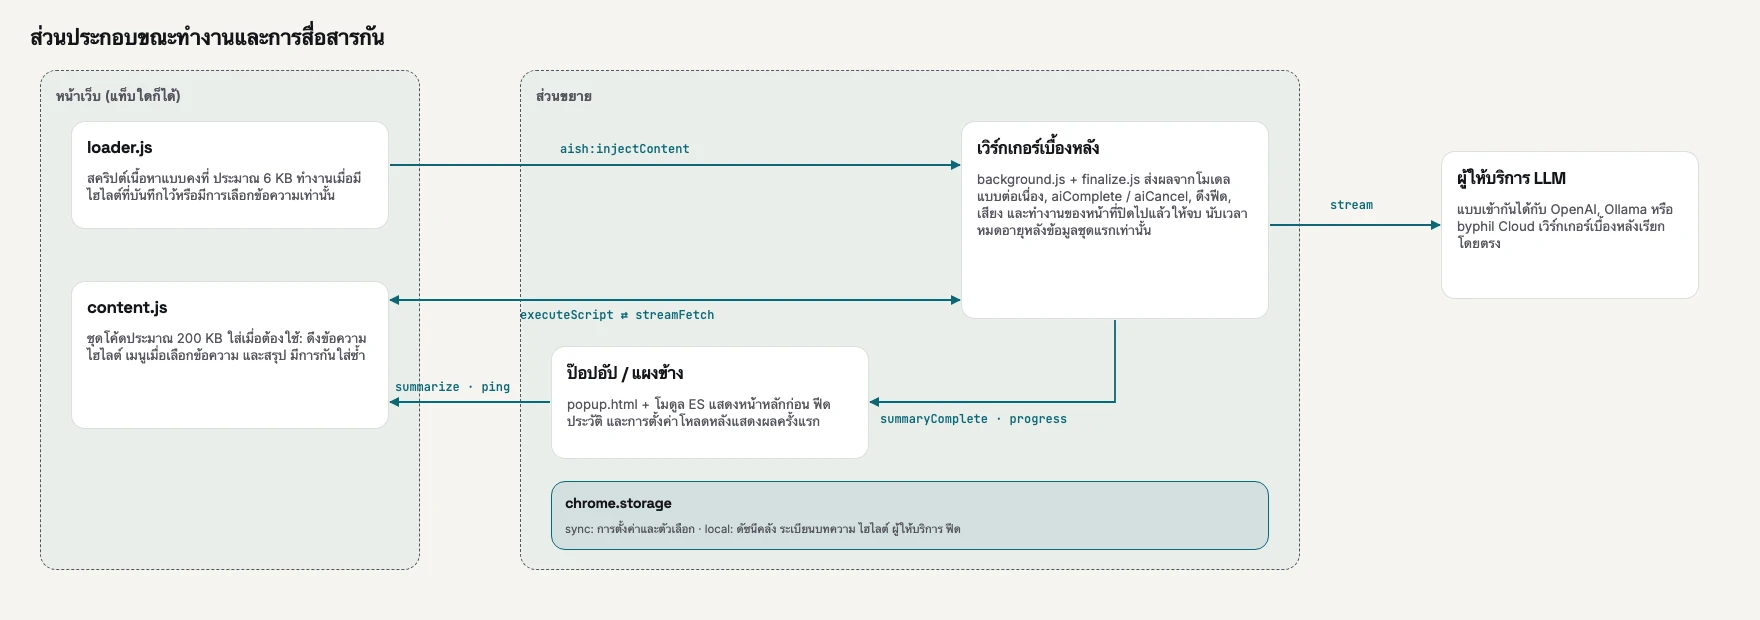 ส่วนประกอบขณะทำงานและการสื่อสารกัน
หน้าเว็บ (แท็บใดก็ได้)
loader.js
สคริปต์เนื้อหาแบบคงที่ ประมาณ 6 KB ทำงานเมื่อมี
ไฮไลต์ที่บันทึกไว้หรือมีการเลือกข้อความเท่านั้น
content.js
ชุดโค้ดประมาณ 200 KB ใส่เมื่อต้องใช้: ดึงข้อความ
ไฮไลต์ เมนูเมื่อเลือกข้อความ และสรุป มีการกันใส่ซ้ำ
ส่วนขยาย
aish:injectContent
executeScript ⇄ streamFetch
summarize · ping
เวิร์กเกอร์เบื้องหลัง
background.js + finalize.js ส่งผลจากโมเดล
แบบต่อเนื่อง, aiComplete / aiCancel, ดึงฟีด,
เสียง และทำงานของหน้าที่ปิดไปแล้วให้จบ นับเวลา
หมดอายุหลังข้อมูลชุดแรกเท่านั้น
ป๊อปอัป / แผงข้าง
popup.html + โมดูล ES แสดงหน้าหลักก่อน ฟีด
ประวัติ และการตั้งค่าโหลดหลังแสดงผลครั้งแรก
summaryComplete · progress
chrome.storage
sync: การตั้งค่าและตัวเลือก · local: ดัชนีคลัง ระเบียนบทความ ไฮไลต์ ผู้ให้บริการ ฟีด
stream
ผู้ให้บริการ LLM
แบบเข้ากันได้กับ OpenAI, Ollama หรือ
byphil Cloud เวิร์กเกอร์เบื้องหลังเรียก
โดยตรง